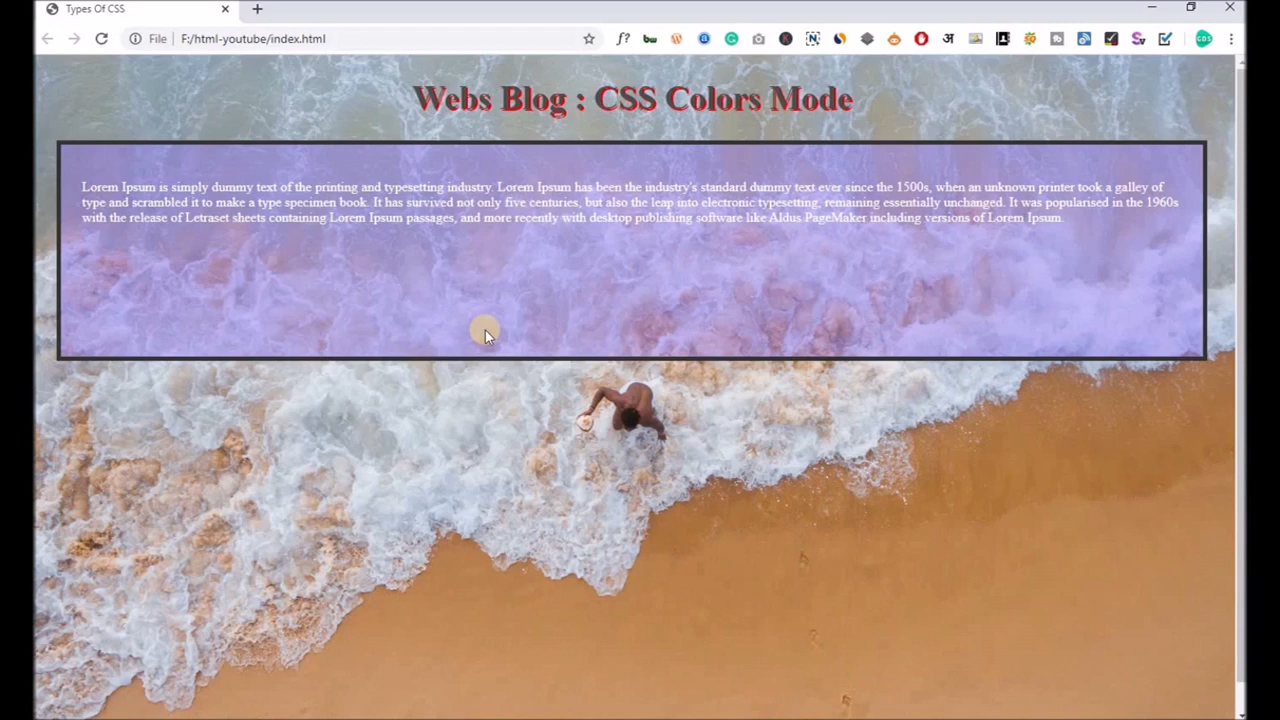 Types Of CSS
File F:/html-youtube/index.html
Webs Blog : CSS Colors Mode
Lorem Ipsum is simply dummy text of the printing and typesetting industry. Lorem Ipsum has been the industry's standard dummy text ever since the 1500s, when an unknown printer took a galley of
type and scrambled it to make a type specimen book. It has survived not only five centuries, but also the leap into electronic typesetting, remaining essentially unchanged. It was popularised in the 1960s
with the release of Letraset sheets containing Lorem Ipsum passages, and more recently with desktop publishing software like Aldus PageMaker including versions of Lorem Ipsum.